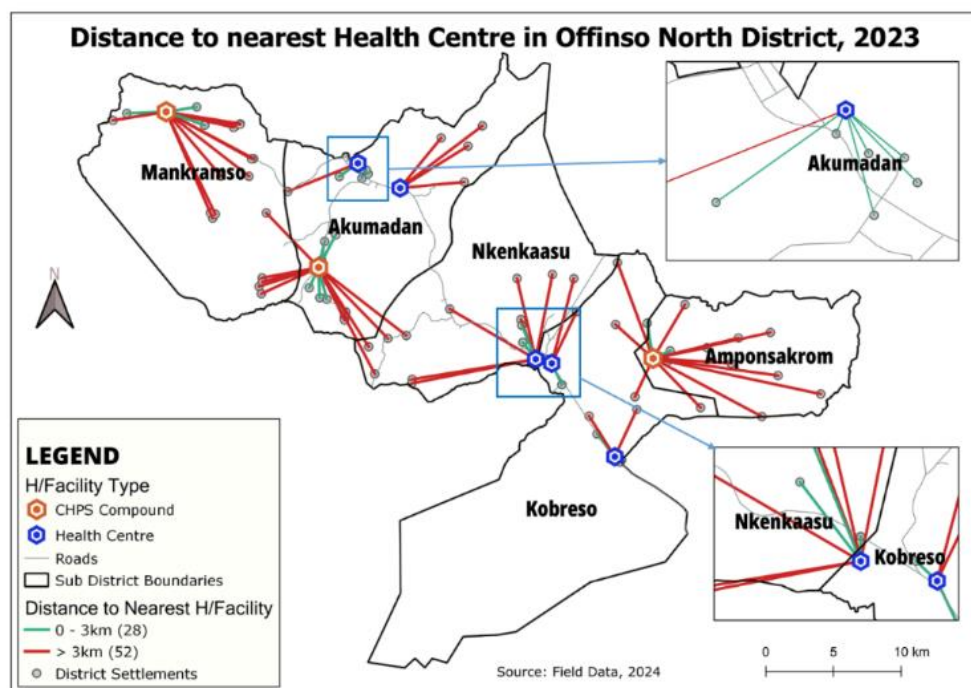 Distance to nearest Health Centre in Offinso North District, 2023
Mankramso
Akumadan
Nkenkaasu
Amponsakrom
Kobreso
Akumadan
Nkenkaasu
Kobreso
N
LEGEND
H/Facility Type
CHPS Compound
Health Centre
Roads
Sub District Boundaries
Distance to Nearest H/Facility
0 - 3km (28)
> 3km (52)
District Settlements
Source: Field Data, 2024
0 5 10 km